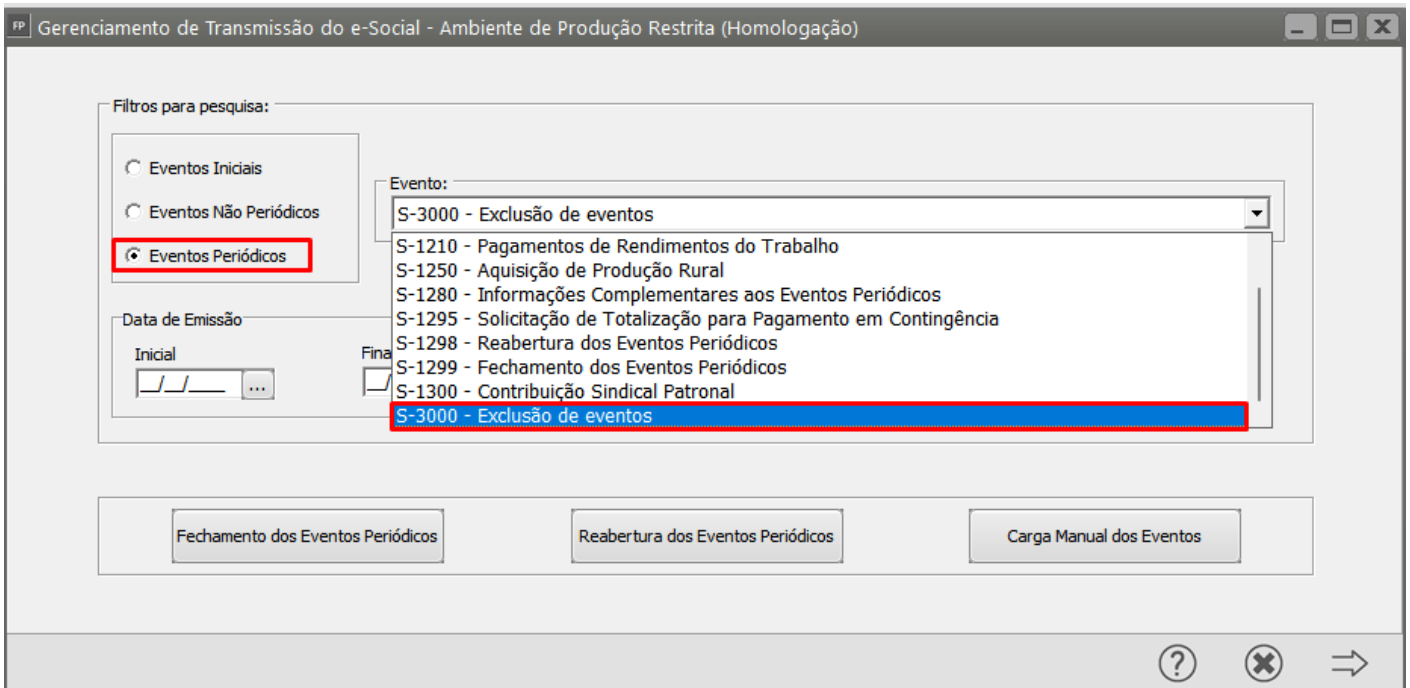 FP Gerenciamento de Transmissão do e-Social - Ambiente de Produção Restrita (Homologação)
Filtros para pesquisa:
Eventos Iniciais
Eventos Não Periódicos
Eventos Periódicos
Evento:
S-3000 - Exclusão de eventos
S-1210 - Pagamentos de Rendimentos do Trabalho
S-1250 - Aquisição de Produção Rural
S-1280 - Informações Complementares aos Eventos Periódicos
S-1295 - Solicitação de Totalização para Pagamento em Contingência
S-1298 - Reabertura dos Eventos Periódicos
S-1299 - Fechamento dos Eventos Periódicos
S-1300 - Contribuição Sindical Patronal
S-3000 - Exclusão de eventos
Data de Emissão
Inicial
Fina
__/__/____ ...
__/
Fechamento dos Eventos Periódicos
Reabertura dos Eventos Periódicos
Carga Manual dos Eventos